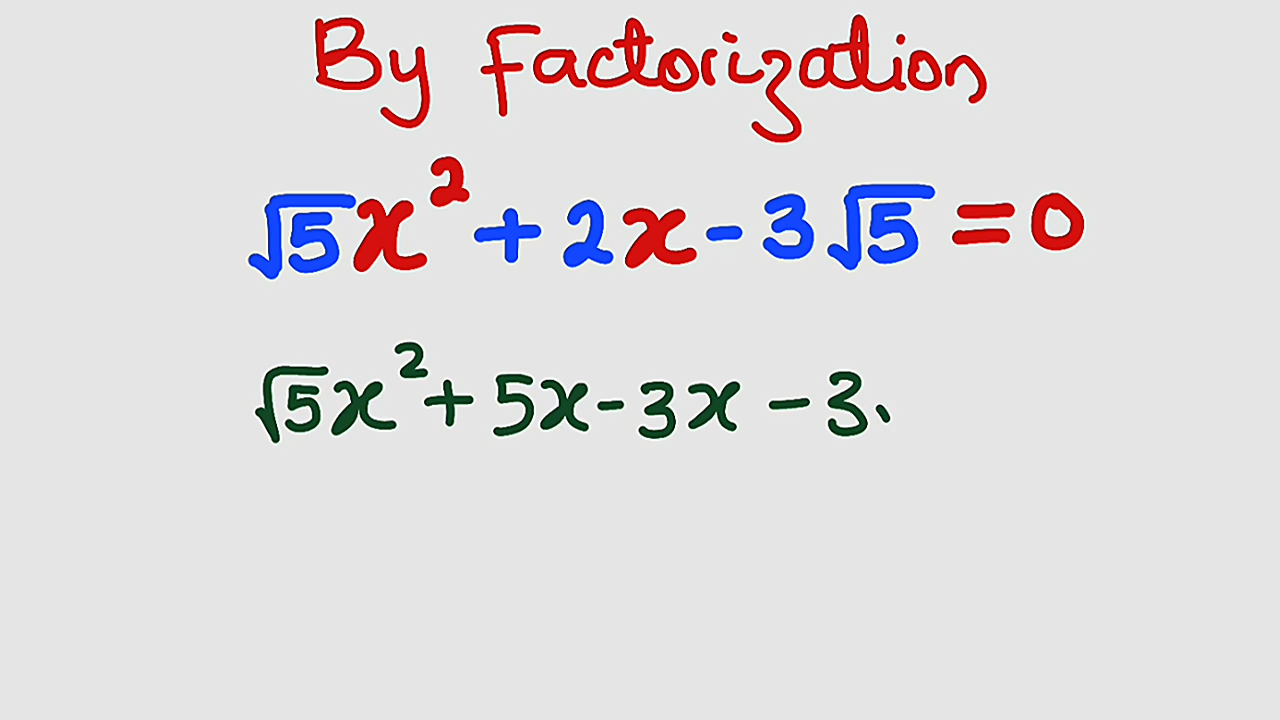 By Factorization
√5x² + 2x - 3√5 = 0
√5x² + 5x - 3x - 3